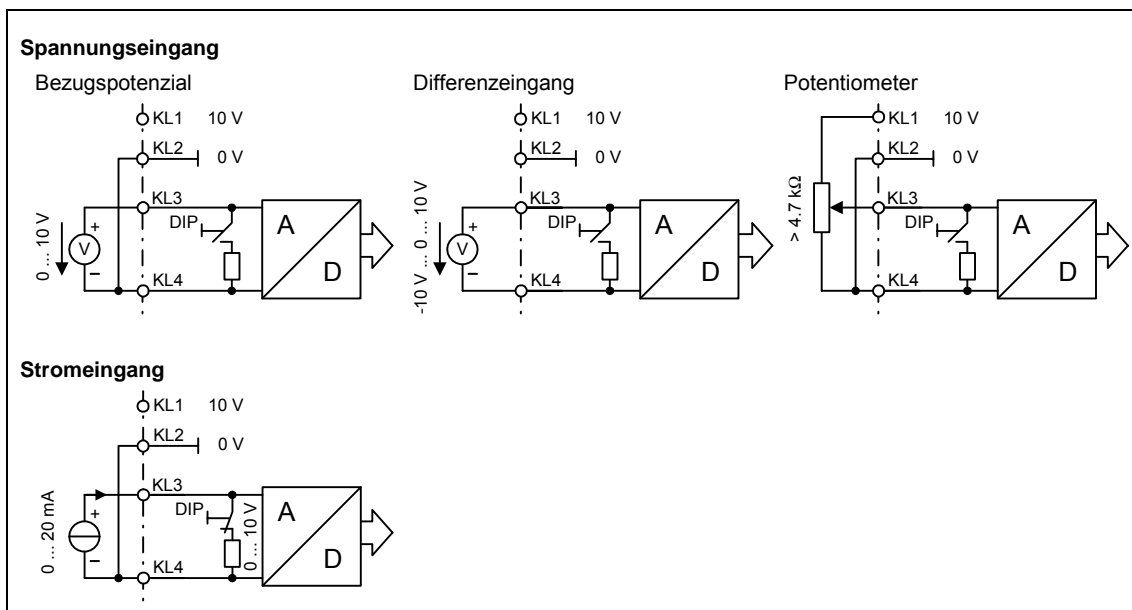 Spannungseingang
Bezugspotenzial
KL1 10 V
KL2 0 V
KL3
DIP
0 ... 10 V
V
+
–
KL4
A
D
Differenzeingang
KL1 10 V
KL2 0 V
KL3
DIP
-10 V ... 0 ... 10 V
V
+
–
KL4
A
D
Potentiometer
KL1 10 V
KL2 0 V
KL3
DIP
> 4.7 kΩ
KL4
A
D
Stromeingang
KL1 10 V
KL2 0 V
KL3
DIP
0 ... 20 mA
+
–
0 ... 10 V
KL4
A
D